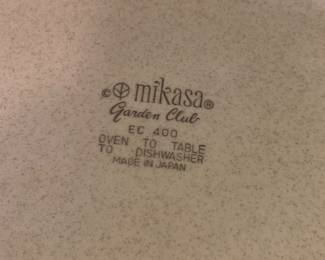 © mikasa ®
Garden Club
EC 400
OVEN TO TABLE
TO DISHWASHER
MADE IN JAPAN